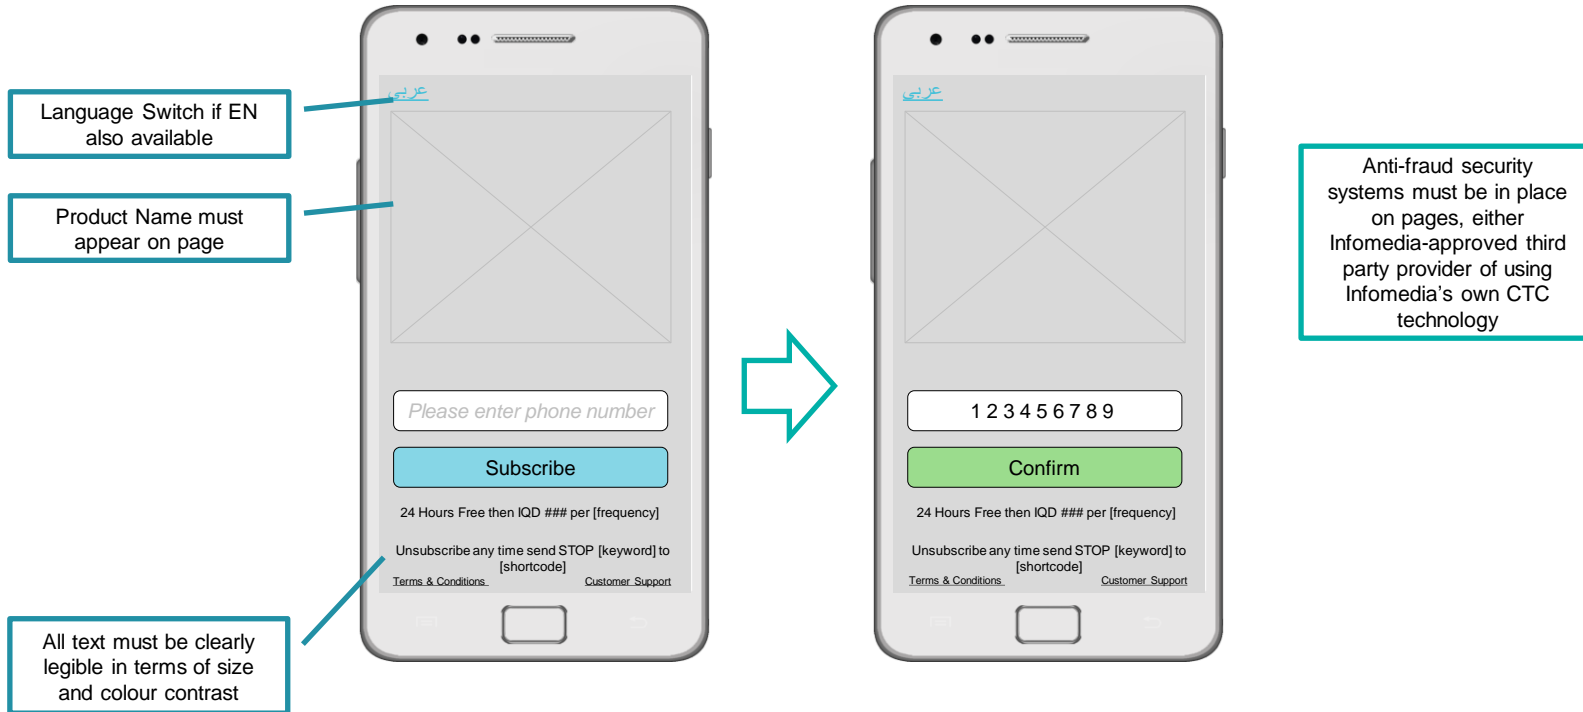 Language Switch if EN
also available
Product Name must
appear on page
All text must be clearly
legible in terms of size
and colour contrast
عربي
Please enter phone number
Subscribe
24 Hours Free then IQD ### per [frequency]
Unsubscribe any time send STOP [keyword] to
[shortcode]
Terms & Conditions
Customer Support
عربي
1 2 3 4 5 6 7 8 9
Confirm
24 Hours Free then IQD ### per [frequency]
Unsubscribe any time send STOP [keyword] to
[shortcode]
Terms & Conditions
Customer Support
Anti-fraud security
systems must be in place
on pages, either
Infomedia-approved third
party provider of using
Infomedia's own CTC
technology